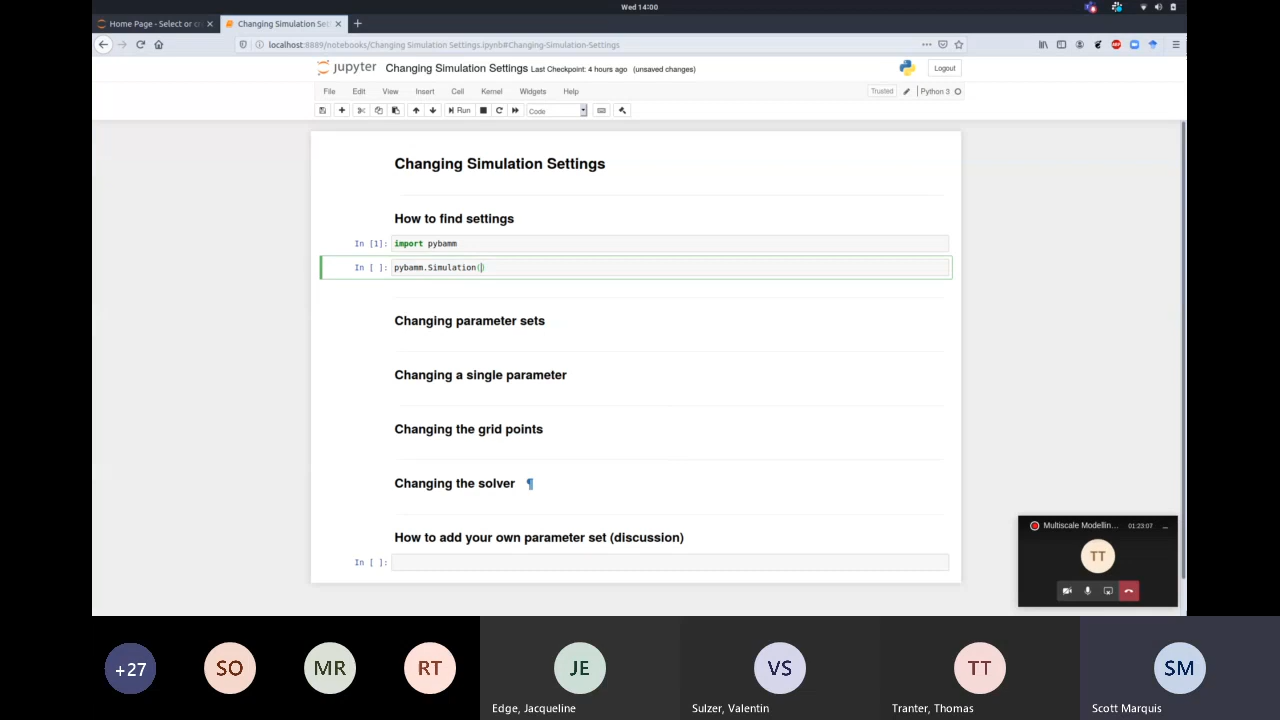 Wed 14:00
Home Page - Select or cr
Changing Simulation Set
localhost:8889/notebooks/Changing Simulation Settings.ipynb#Changing-Simulation-Settings
jupyter Changing Simulation Settings Last Checkpoint: 4 hours ago (unsaved changes)
Logout
File Edit View Insert Cell Kernel Widgets Help
Trusted
Python 3
Run
Code
Changing Simulation Settings
How to find settings
In [1]: import pybamm
In [ ]: pybamm.Simulation()
Changing parameter sets
Changing a single parameter
Changing the grid points
Changing the solver ¶
How to add your own parameter set (discussion)
In [ ]:
Multiscale Modellin... 01:23:07
TT
+27
SO
MR
RT
JE
VS
TT
SM
Edge, Jacqueline
Sulzer, Valentin
Tranter, Thomas
Scott Marquis